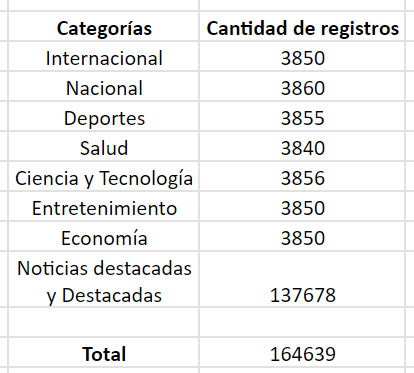 Categorías Cantidad de registros
Internacional 3850
Nacional 3860
Deportes 3855
Salud 3840
Ciencia y Tecnología 3856
Entretenimiento 3850
Economía 3850
Noticias destacadas
y Destacadas 137678
Total 164639